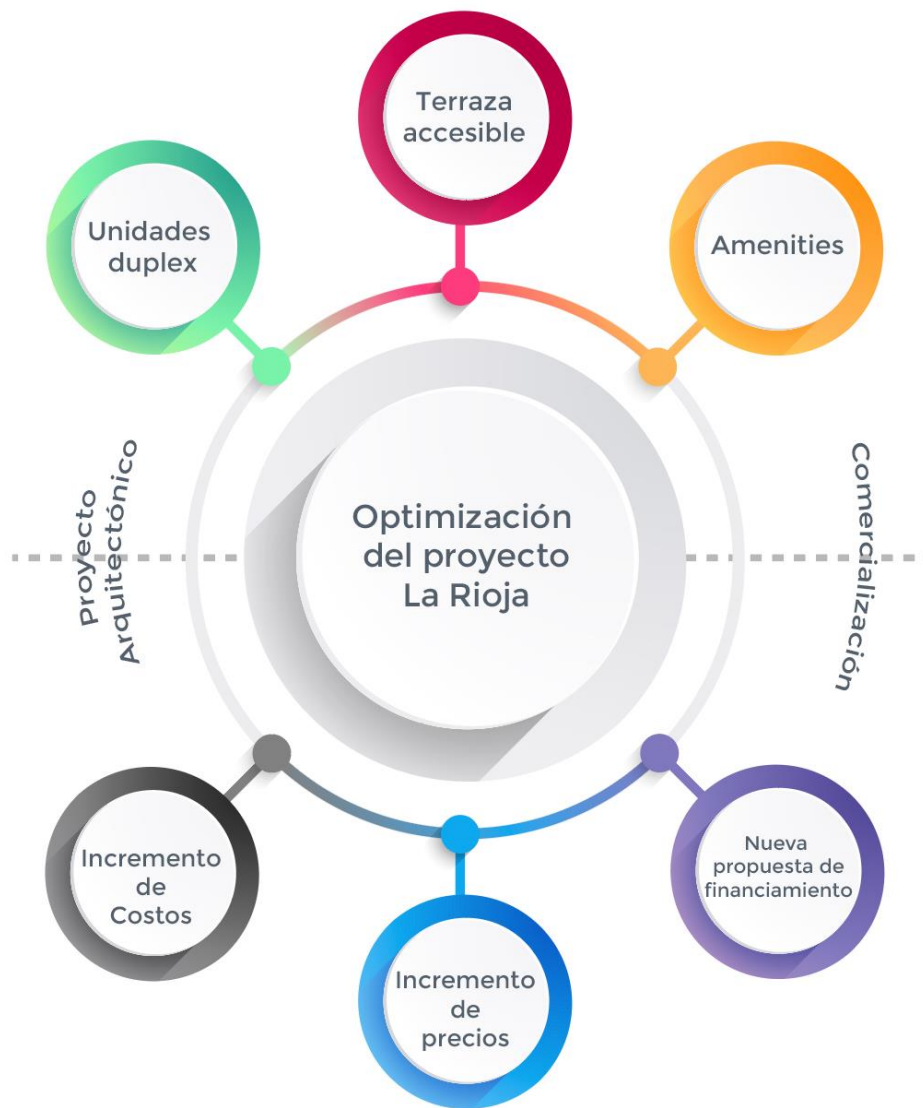 Terraza
accesible
Unidades
duplex
Amenities
Proyecto
Arquitectónico
Comercialización
Optimización
del proyecto
La Rioja
Incremento
de
Costos
Nueva
propuesta de
financiamiento
Incremento
de
precios